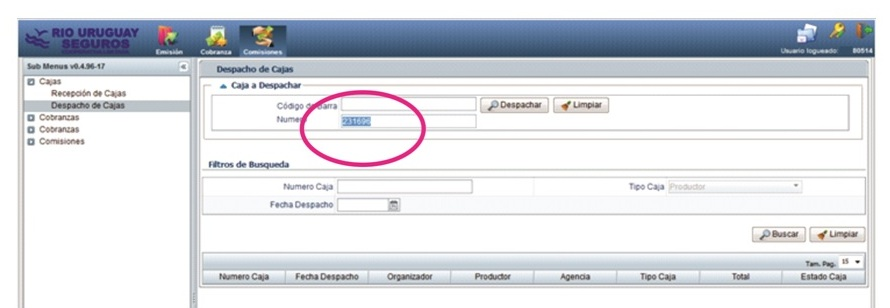 RIO URUGUAY
SEGUROS
Emisión
Cobranza
Comisiones
Usuario logueado: 80514
Sub Menus v0.4.96-17
Cajas
Recepción de Cajas
Despacho de Cajas
Cobranzas
Cobranzas
Comisiones
Despacho de Cajas
Caja a Despachar
Código de Barra
Despachar
Limpiar
Numero
231696
Filtros de Busqueda
Numero Caja
Tipo Caja Productor
Fecha Despacho
Buscar
Limpiar
Tam. Pag. 15
Numero Caja Fecha Despacho Organizador Productor Agencia Tipo Caja Total Estado Caja